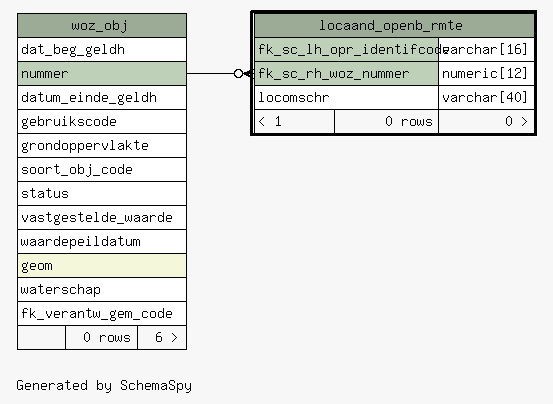 woz_obj
dat_beg_geldh
nummer
datum_einde_geldh
gebruikscode
grondoppervlakte
soort_obj_code
status
vastgestelde_waarde
waardepeildatum
geom
waterschap
fk_verantw_gem_code
0 rows 6 >
locaand_openb_rmte
fk_sc_lh_opr_identifcode varchar[16]
fk_sc_rh_woz_nummer numeric[12]
locomschr varchar[40]
< 1 0 rows 0 >
Generated by SchemaSpy